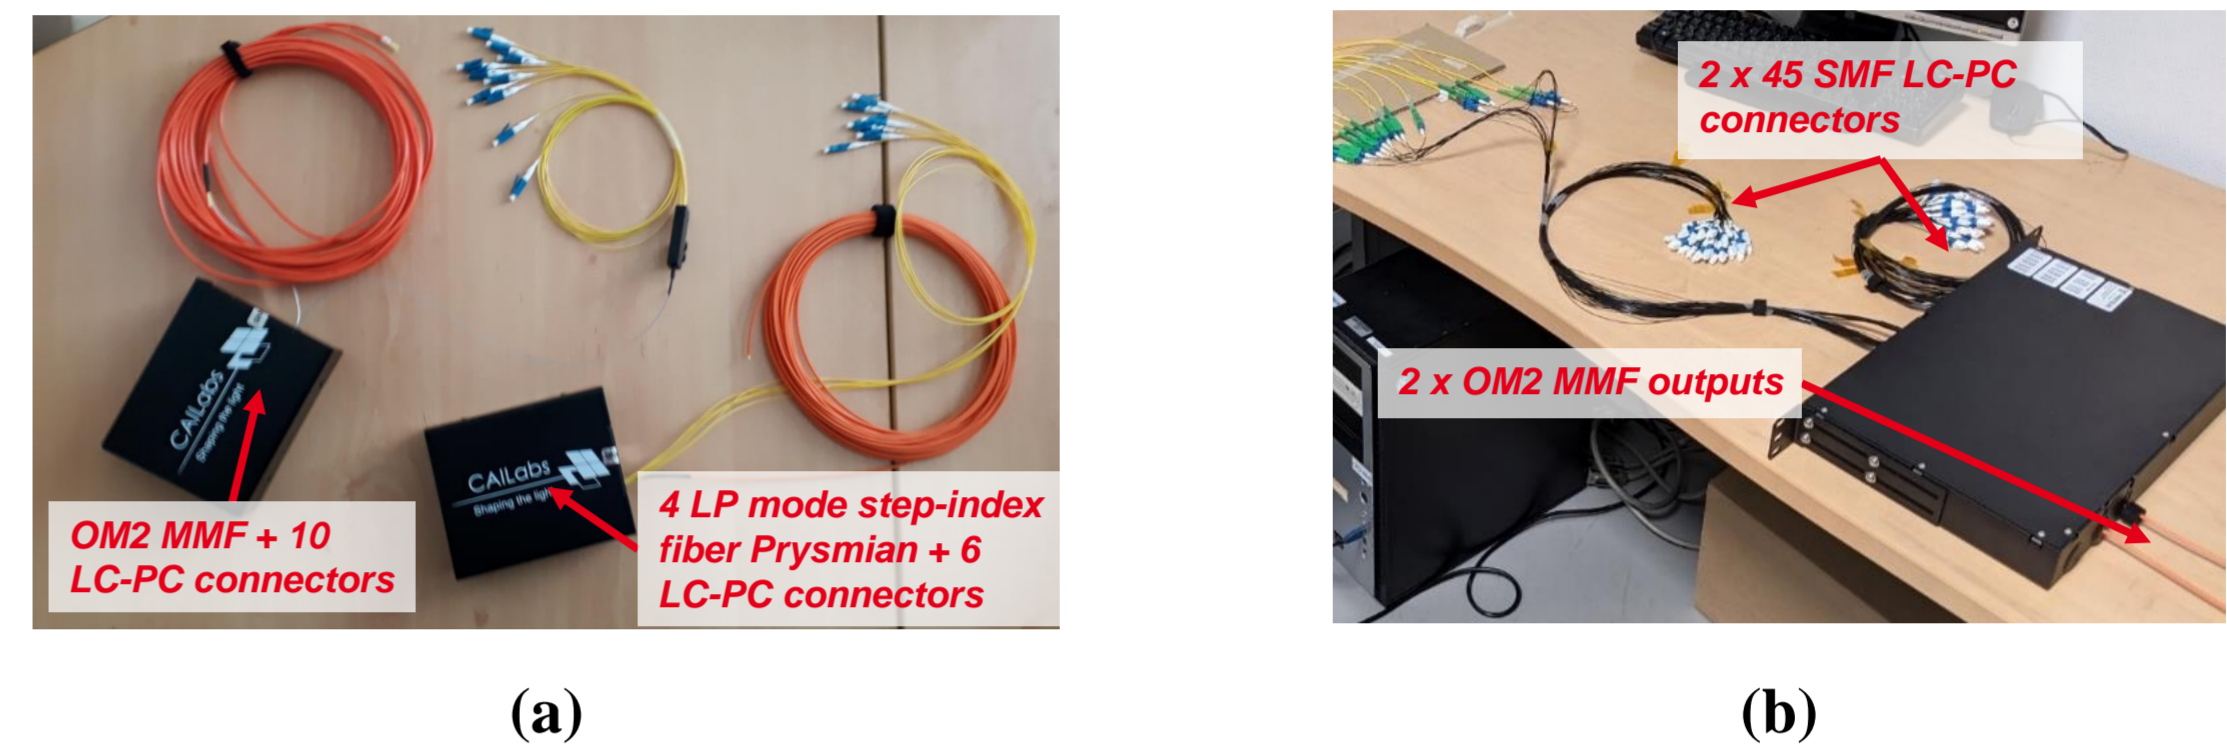 CAILabs
Shaping the light
CAILabs
Shaping the light
OM2 MMF + 10
LC-PC connectors
4 LP mode step-index
fiber Prysmian + 6
LC-PC connectors
(a)
2 x 45 SMF LC-PC
connectors
2 x OM2 MMF outputs
(b)